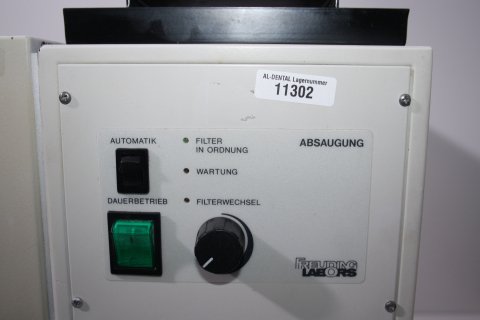 AL-DENTAL Lagernummer
11302
AUTOMATIK
FILTER
IN ORDNUNG
ABSAUGUNG
WARTUNG
DAUERBETRIEB
FILTERWECHSEL
FREUDING
LABORS